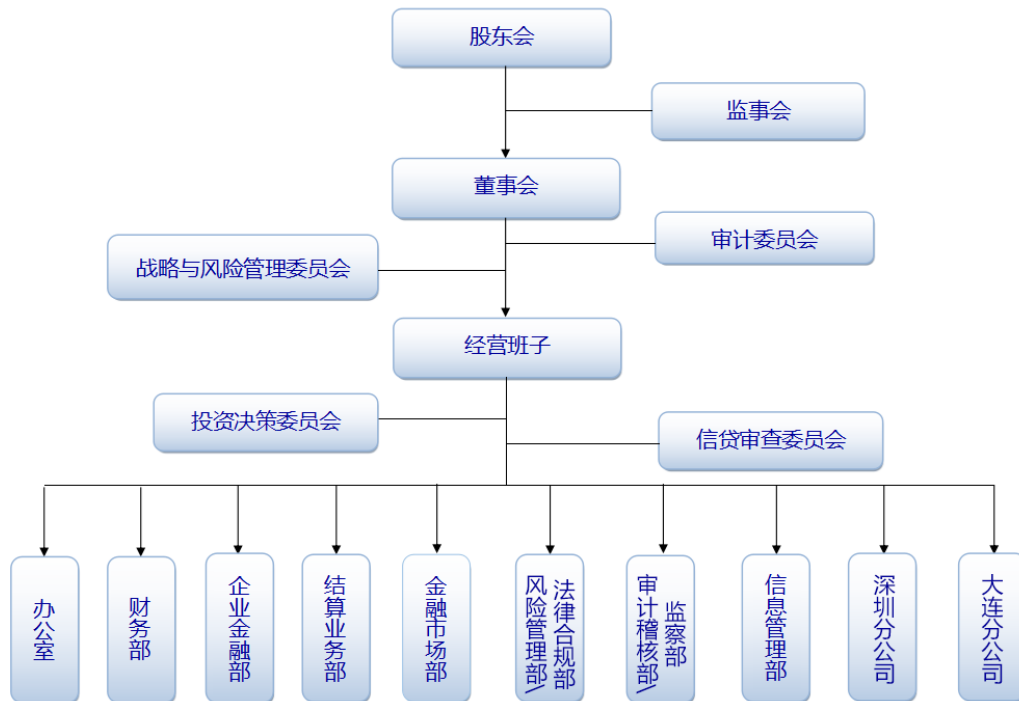 股东会
监事会
董事会
审计委员会
战略与风险管理委员会
经营班子
投资决策委员会
信贷审查委员会
办公室
财务部
企业金融部
结算业务部
金融市场部
风险管理部/
法律合规部
审计稽核部/
监察部
信息管理部
深圳分公司
大连分公司